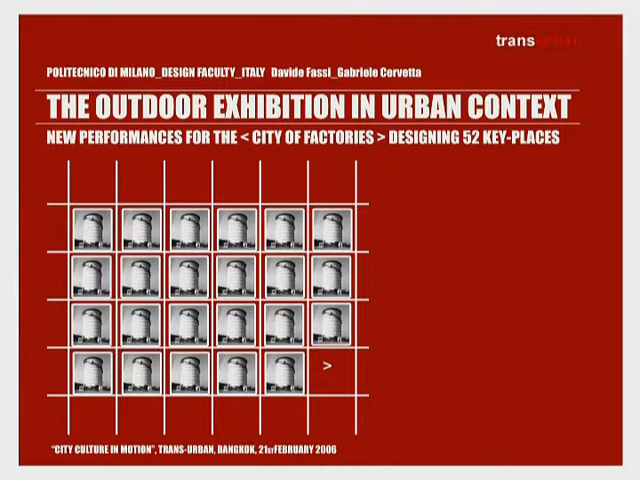 transurban
POLITECNICO DI MILANO_DESIGN FACULTY_ITALY Davide Fassi_Gabriele Corvetta
THE OUTDOOR EXHIBITION IN URBAN CONTEXT
NEW PERFORMANCES FOR THE < CITY OF FACTORIES > DESIGNING 52 KEY-PLACES
>
"CITY CULTURE IN MOTION", TRANS-URBAN, BANGKOK, 21ST FEBRUARY 2006